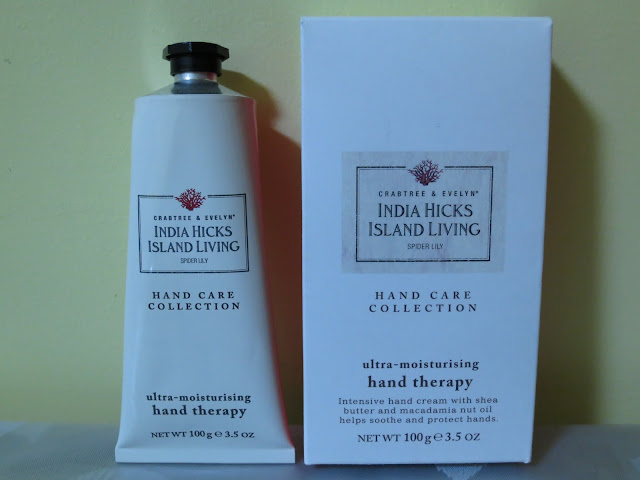 CRABTREE & EVELYN®
INDIA HICKS
ISLAND LIVING
SPIDER LILY
HAND CARE
COLLECTION
ultra-moisturising
hand therapy
NET WT 100 g ℮ 3.5 OZ
CRABTREE & EVELYN®
INDIA HICKS
ISLAND LIVING
SPIDER LILY
HAND CARE
COLLECTION
ultra-moisturising
hand therapy
Intensive hand cream with shea
butter and macadamia nut oil
helps soothe and protect hands.
NET WT 100 g ℮ 3.5 OZ